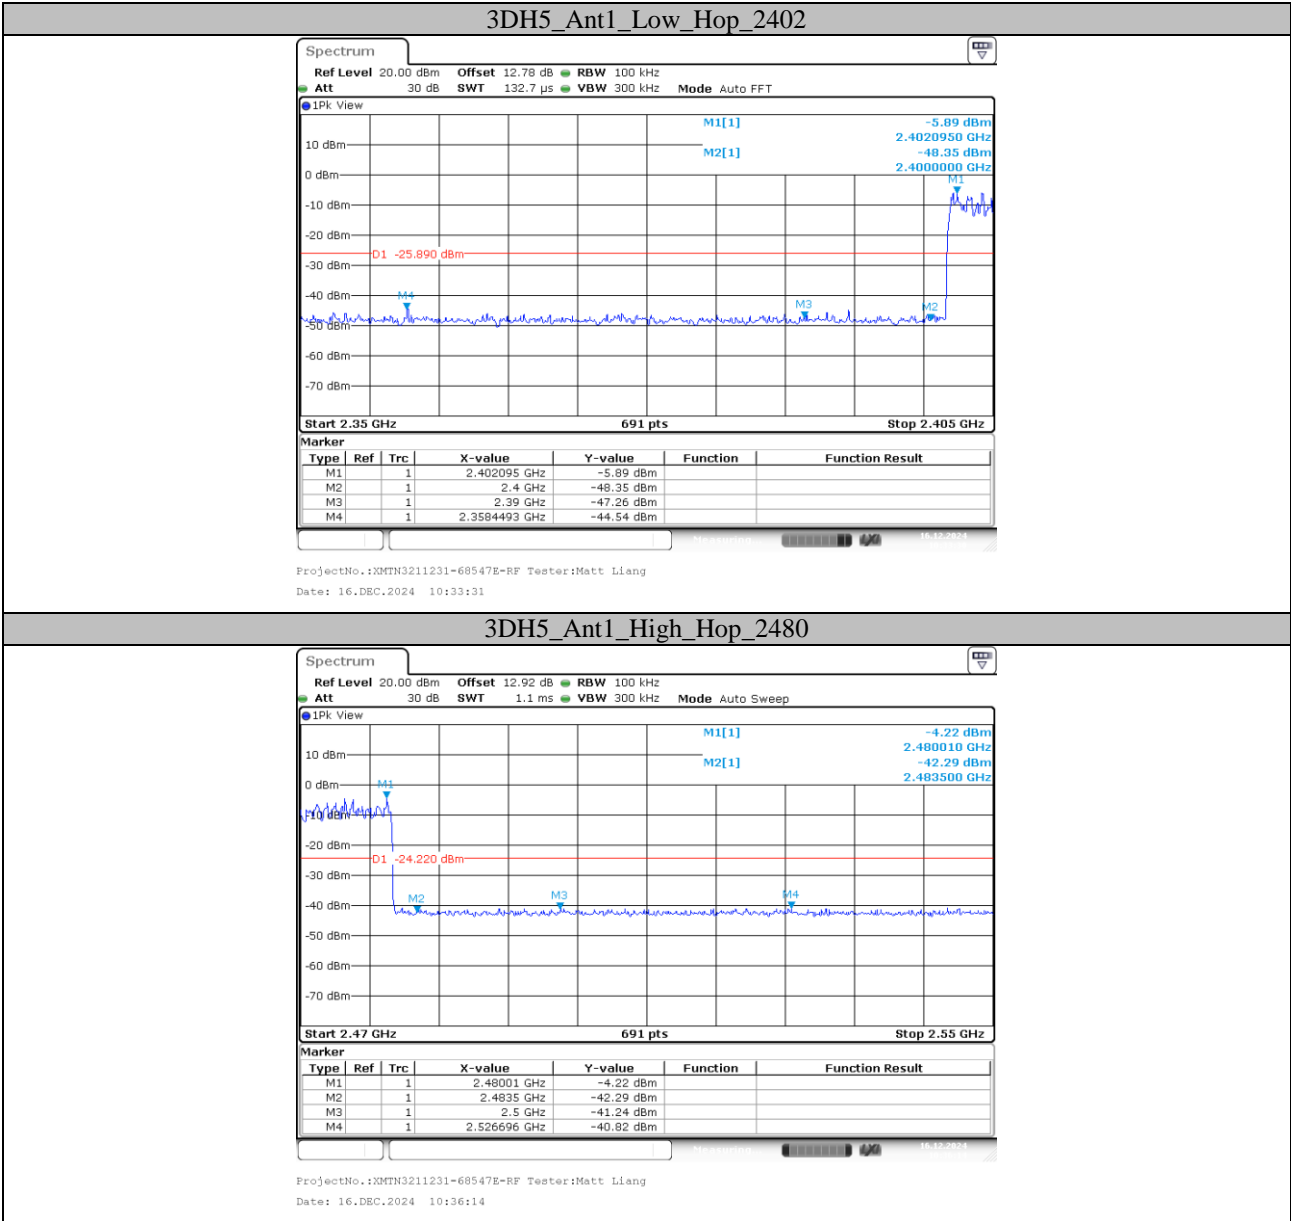 3DH5_Ant1_Low_Hop_2402
Spectrum
Ref Level 20.00 dBm Offset 12.78 dB RBW 100 kHz
Att 30 dB SWT 132.7 µs VBW 300 kHz Mode Auto FFT
1Pk View
M1[1] -5.89 dBm
2.4020950 GHz
10 dBm
M2[1] -48.35 dBm
2.4000000 GHz
0 dBm
M1
-10 dBm
-20 dBm
D1 -25.890 dBm
-30 dBm
-40 dBm
M4
M3
M2
-50 dBm
-60 dBm
-70 dBm
Start 2.35 GHz 691 pts Stop 2.405 GHz
Marker
Type Ref Trc X-value Y-value Function Function Result
M1 1 2.402095 GHz -5.89 dBm
M2 1 2.4 GHz -48.35 dBm
M3 1 2.39 GHz -47.26 dBm
M4 1 2.3584493 GHz -44.54 dBm
Measuring... 16.12.2024
ProjectNo.:XMTN3211231-68547E-RF Tester:Matt Liang
Date: 16.DEC.2024 10:33:31
3DH5_Ant1_High_Hop_2480
Spectrum
Ref Level 20.00 dBm Offset 12.92 dB RBW 100 kHz
Att 30 dB SWT 1.1 ms VBW 300 kHz Mode Auto Sweep
1Pk View
M1[1] -4.22 dBm
2.480010 GHz
10 dBm
M2[1] -42.29 dBm
2.483500 GHz
0 dBm
M1
-10 dBm
-20 dBm
D1 -24.220 dBm
-30 dBm
M2
M3
M4
-40 dBm
-50 dBm
-60 dBm
-70 dBm
Start 2.47 GHz 691 pts Stop 2.55 GHz
Marker
Type Ref Trc X-value Y-value Function Function Result
M1 1 2.48001 GHz -4.22 dBm
M2 1 2.4835 GHz -42.29 dBm
M3 1 2.5 GHz -41.24 dBm
M4 1 2.526696 GHz -40.82 dBm
Measuring... 16.12.2024
ProjectNo.:XMTN3211231-68547E-RF Tester:Matt Liang
Date: 16.DEC.2024 10:36:14